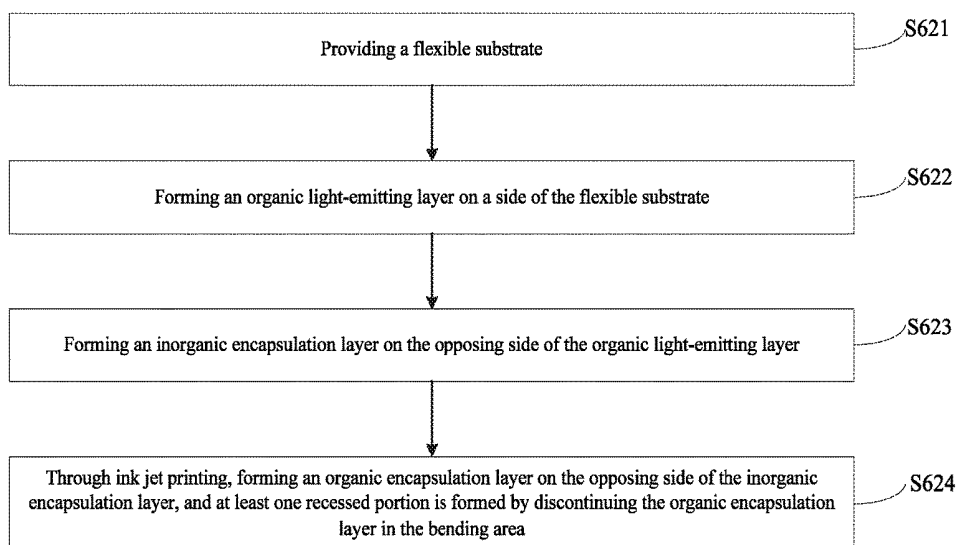 Providing a flexible substrate
S621
Forming an organic light-emitting layer on a side of the flexible substrate
S622
Forming an inorganic encapsulation layer on the opposing side of the organic light-emitting layer
S623
Through ink jet printing, forming an organic encapsulation layer on the opposing side of the inorganic
encapsulation layer, and at least one recessed portion is formed by discontinuing the organic encapsulation
layer in the bending area
S624